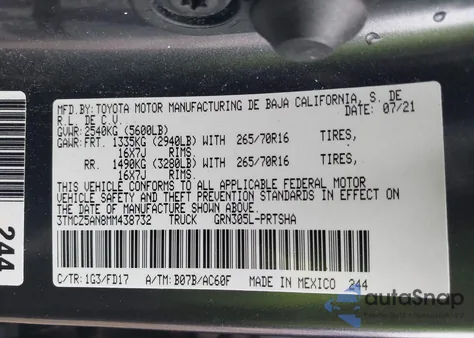 MFD.BY: TOYOTA MOTOR MANUFACTURING DE BAJA CALIFORNIA, S. DE
R.L. DE C.V. DATE: 07/21
GVWR: 2540KG (5600LB)
GAWR: FRT. 1335KG (2940LB) WITH 265/70R16 TIRES,
16X7J RIMS
RR. 1490KG (3280LB) WITH 265/70R16 TIRES,
16X7J RIMS
THIS VEHICLE CONFORMS TO ALL APPLICABLE FEDERAL MOTOR
VEHICLE SAFETY AND THEFT PREVENTION STANDARDS IN EFFECT ON
THE DATE OF MANUFACTURE SHOWN ABOVE.
3TMCZ5AN8MM438732 TRUCK GRN305L-PRTSHA
C/TR: 1G3/FD17 A/TM: B07B/AC60F MADE IN MEXICO 244
244
autoSnap